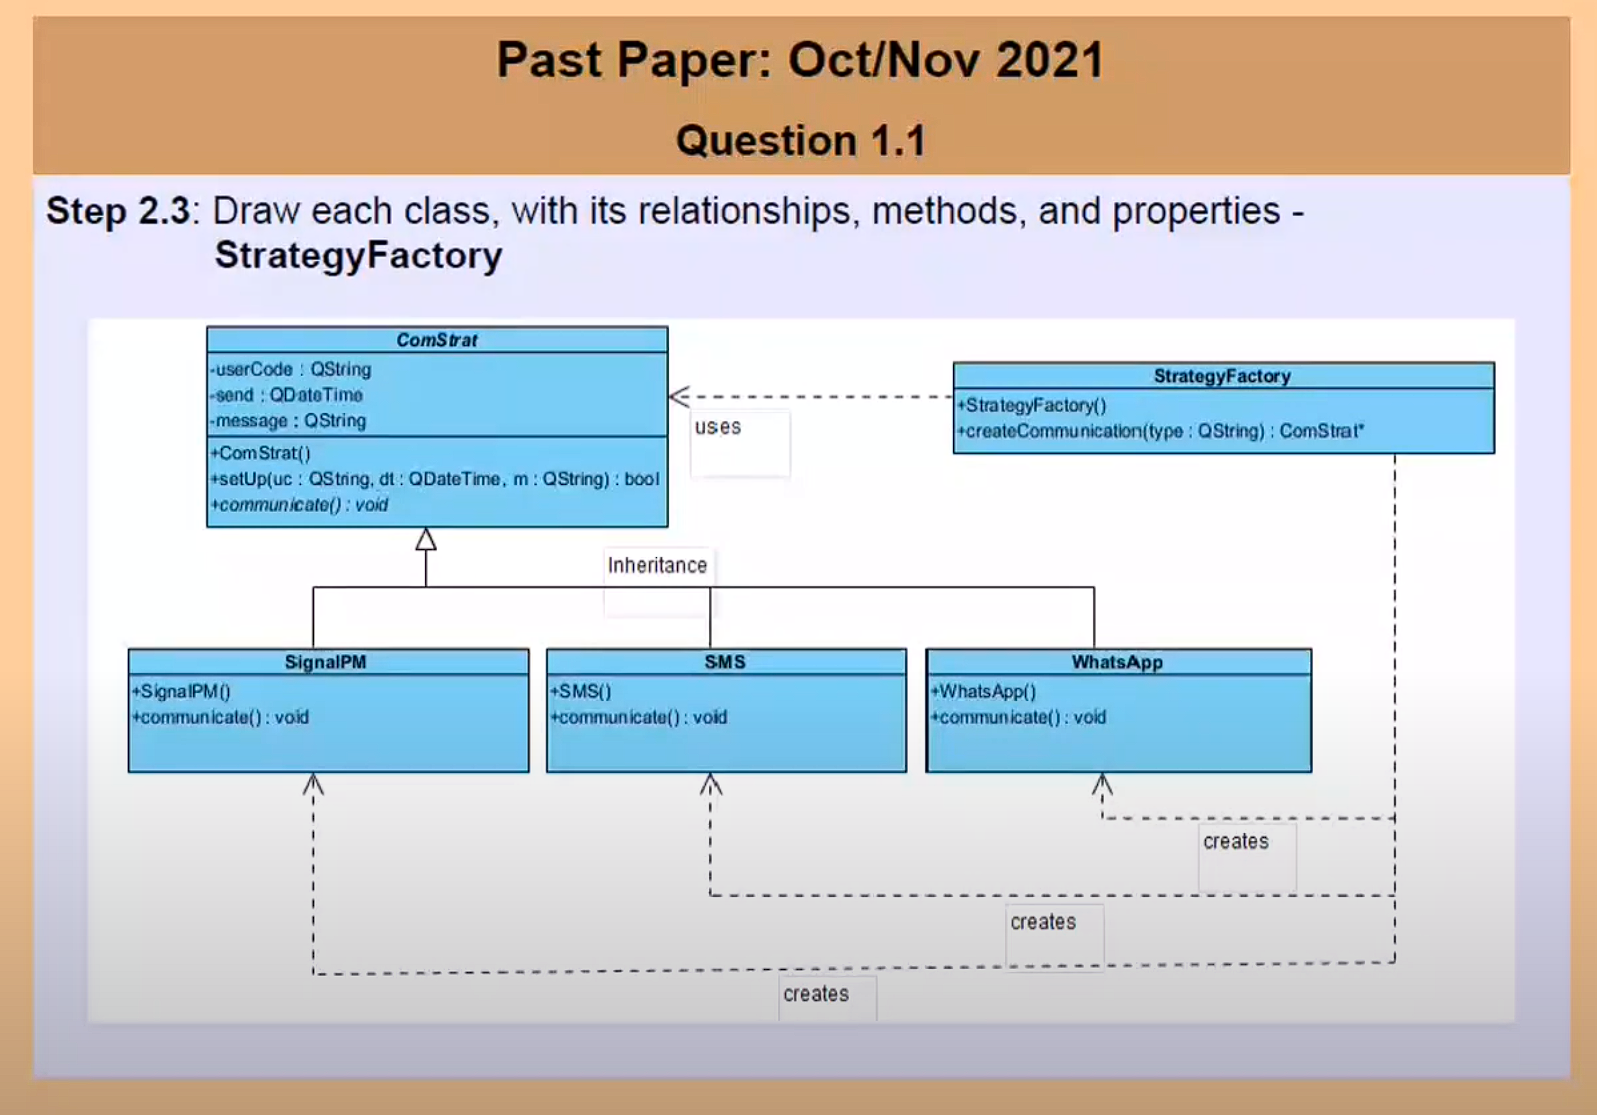 Past Paper: Oct/Nov 2021
Question 1.1
Step 2.3: Draw each class, with its relationships, methods, and properties -
StrategyFactory
ComStrat
-userCode : QString
-send : QDateTime
-message : QString
+ComStrat()
+setUp(uc : QString, dt : QDateTime, m : QString) : bool
+communicate() : void
uses
StrategyFactory
+StrategyFactory()
+createCommunication(type : QString) : ComStrat*
Inheritance
SignalPM
+SignalPM()
+communicate() : void
SMS
+SMS()
+communicate() : void
WhatsApp
+WhatsApp()
+communicate() : void
creates
creates
creates